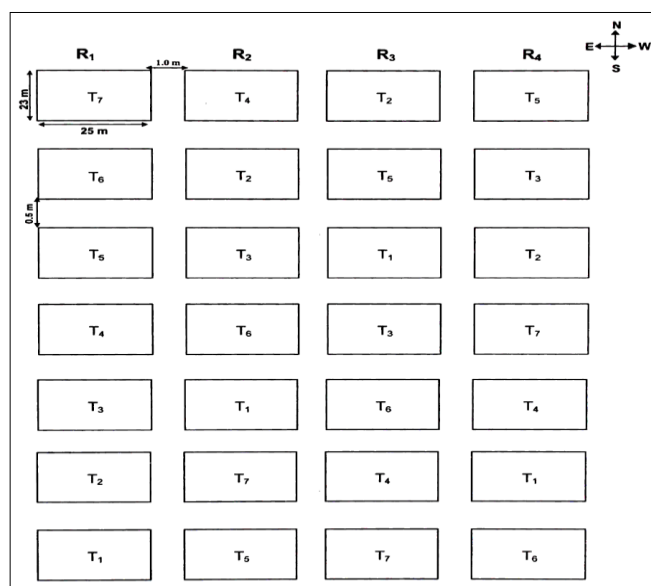 N
E W
S
R₁ R₂ R₃ R₄
1.0 m
23 m
T₇ T₄ T₂ T₅
25 m
T₆ T₂ T₅ T₃
0.5 m
T₅ T₃ T₁ T₂
T₄ T₆ T₃ T₇
T₃ T₁ T₆ T₄
T₂ T₇ T₄ T₁
T₁ T₅ T₇ T₆